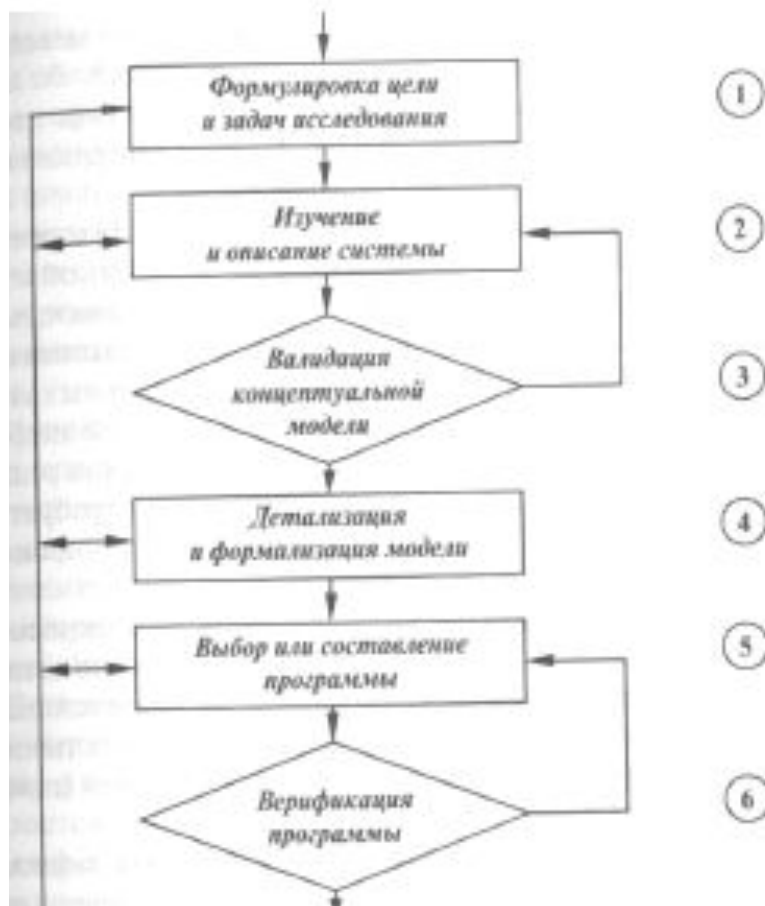 Формулировка цели
и задач исследования
1
Изучение
и описание системы
2
Валидация
концептуальной
модели
3
Детализация
и формализация модели
4
Выбор или составление
программы
5
Верификация
программы
6